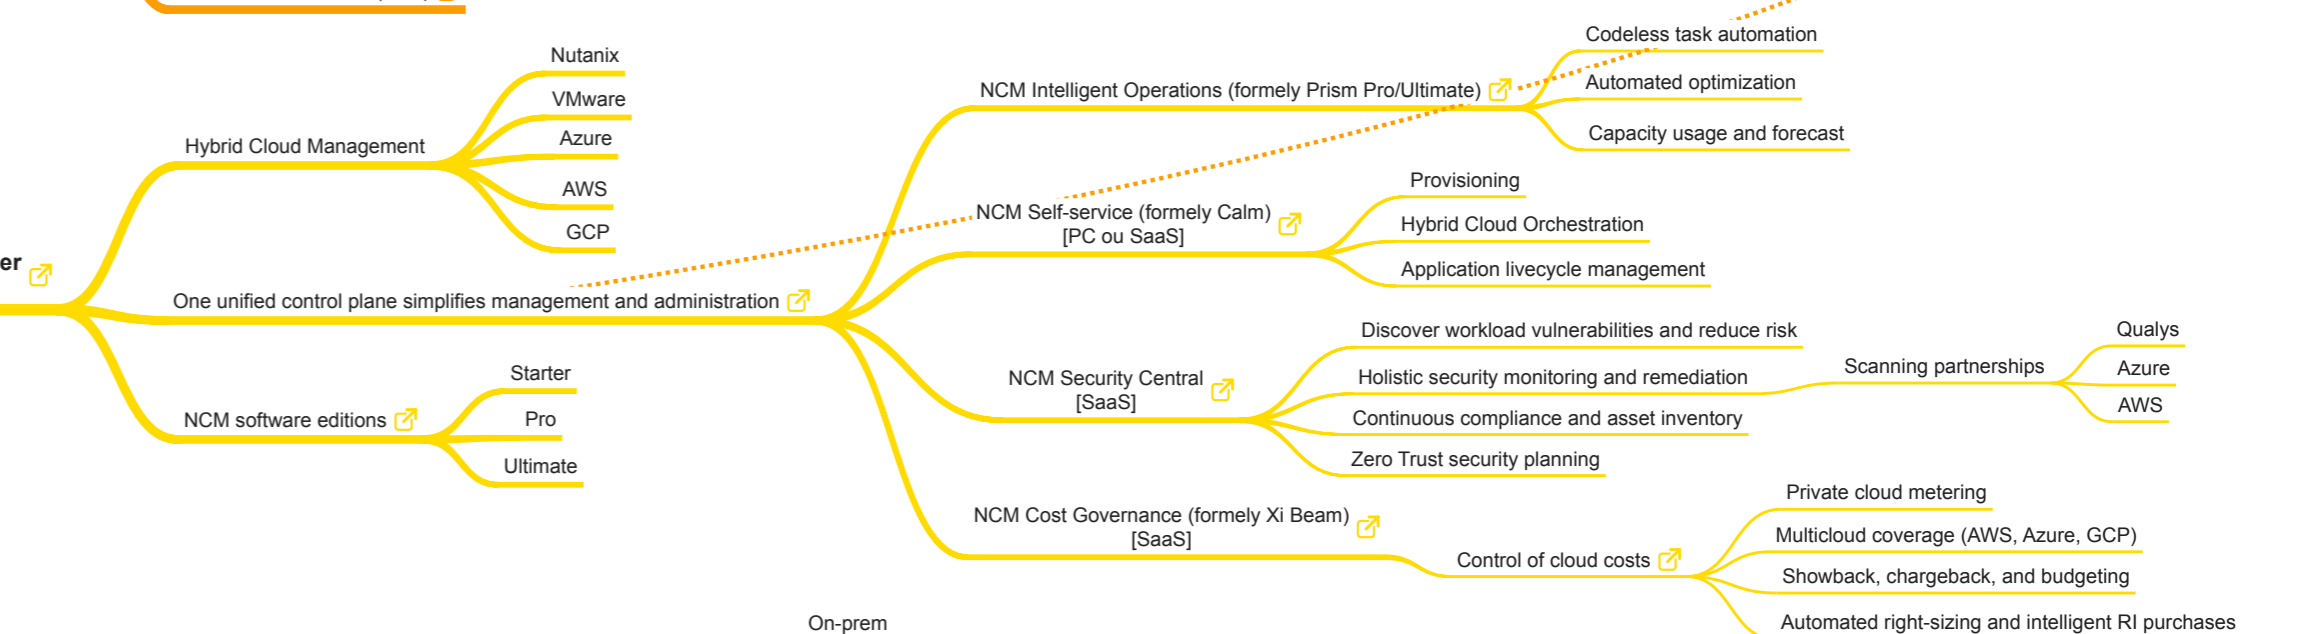 er
Hybrid Cloud Management
Nutanix
VMware
Azure
AWS
GCP
One unified control plane simplifies management and administration
NCM software editions
Starter
Pro
Ultimate
NCM Intelligent Operations (formely Prism Pro/Ultimate)
Codeless task automation
Automated optimization
Capacity usage and forecast
NCM Self-service (formely Calm)
[PC ou SaaS]
Provisioning
Hybrid Cloud Orchestration
Application livecycle management
NCM Security Central
[SaaS]
Discover workload vulnerabilities and reduce risk
Holistic security monitoring and remediation
Scanning partnerships
Qualys
Azure
AWS
Continuous compliance and asset inventory
Zero Trust security planning
NCM Cost Governance (formely Xi Beam)
[SaaS]
Control of cloud costs
Private cloud metering
Multicloud coverage (AWS, Azure, GCP)
Showback, chargeback, and budgeting
Automated right-sizing and intelligent RI purchases
On-prem